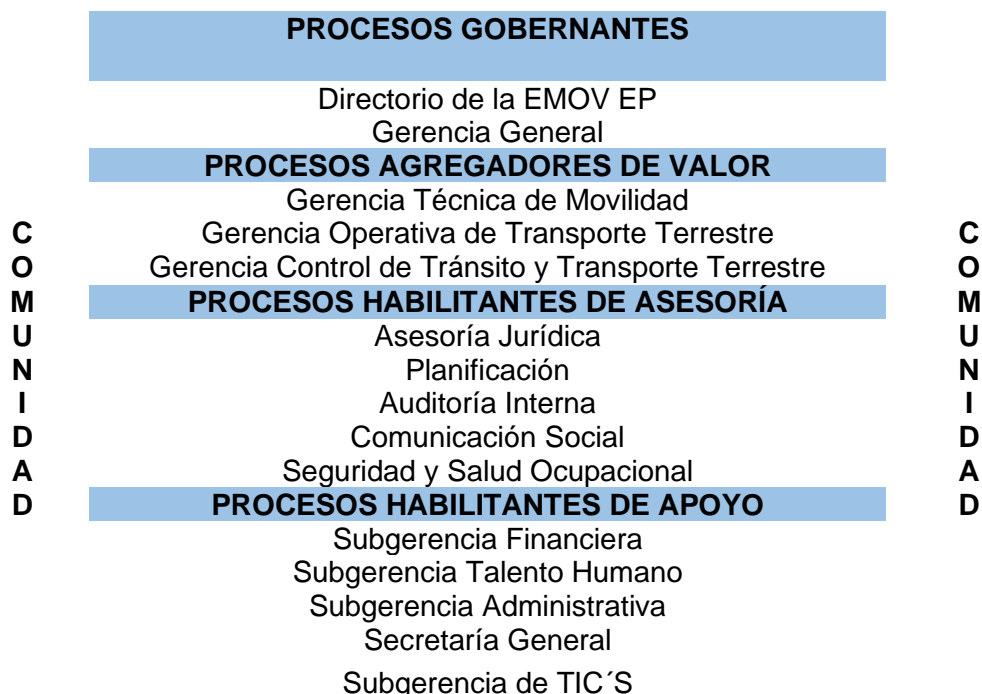 PROCESOS GOBERNANTES
Directorio de la EMOV EP
Gerencia General
PROCESOS AGREGADORES DE VALOR
Gerencia Técnica de Movilidad
C Gerencia Operativa de Transporte Terrestre C
O Gerencia Control de Tránsito y Transporte Terrestre O
M PROCESOS HABILITANTES DE ASESORÍA M
U Asesoría Jurídica U
N Planificación N
I Auditoría Interna I
D Comunicación Social D
A Seguridad y Salud Ocupacional A
D PROCESOS HABILITANTES DE APOYO D
Subgerencia Financiera
Subgerencia Talento Humano
Subgerencia Administrativa
Secretaría General
Subgerencia de TIC´S